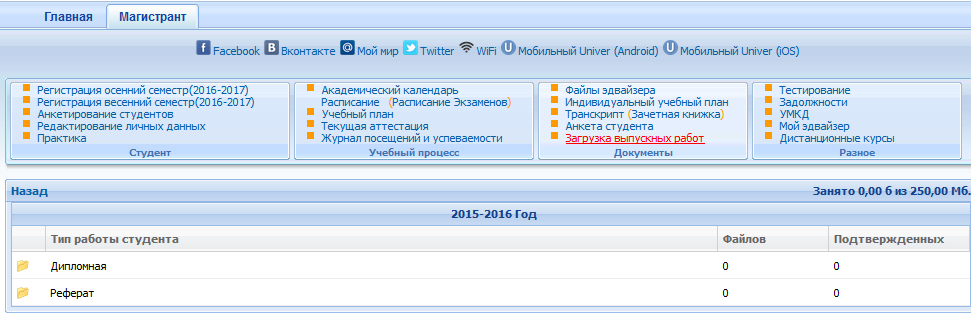 Главная Магистрант
Facebook Вконтакте Мой мир Twitter WiFi Мобильный Univer (Android) Мобильный Univer (iOS)
Регистрация осенний семестр(2016-2017)
Регистрация весенний семестр(2016-2017)
Анкетирование студентов
Редактирование личных данных
Практика
Студент
Академический календарь
Расписание (Расписание Экзаменов)
Учебный план
Текущая аттестация
Журнал посещений и успеваемости
Учебный процесс
Файлы эдвайзера
Индивидуальный учебный план
Транскрипт (Зачетная книжка)
Анкета студента
Загрузка выпускных работ
Документы
Тестирование
Задолжности
УМКД
Мой эдвайзер
Дистанционные курсы
Разное
Назад Занято 0,00 б из 250,00 Мб.
2015-2016 Год
Тип работы студента Файлов Подтвержденных
Дипломная 0 0
Реферат 0 0